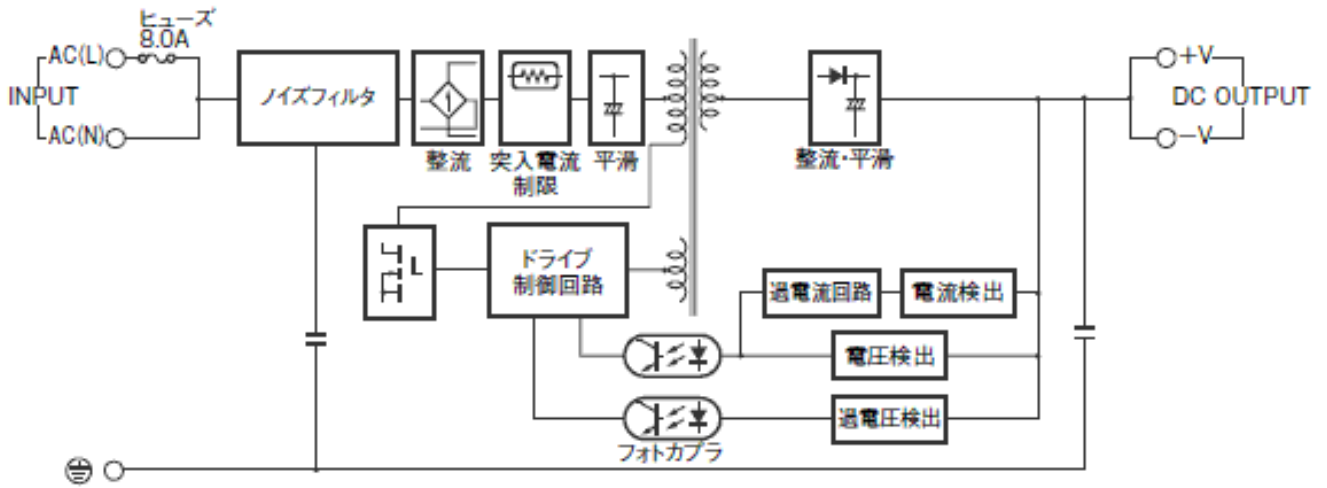 ヒューズ
8.0A
AC(L)
INPUT
AC(N)
ノイズフィルタ
整流
突入電流
制限
平滑
整流・平滑
+V
DC OUTPUT
−V
ドライブ
制御回路
過電流回路
電流検出
電圧検出
過電圧検出
フォトカプラ